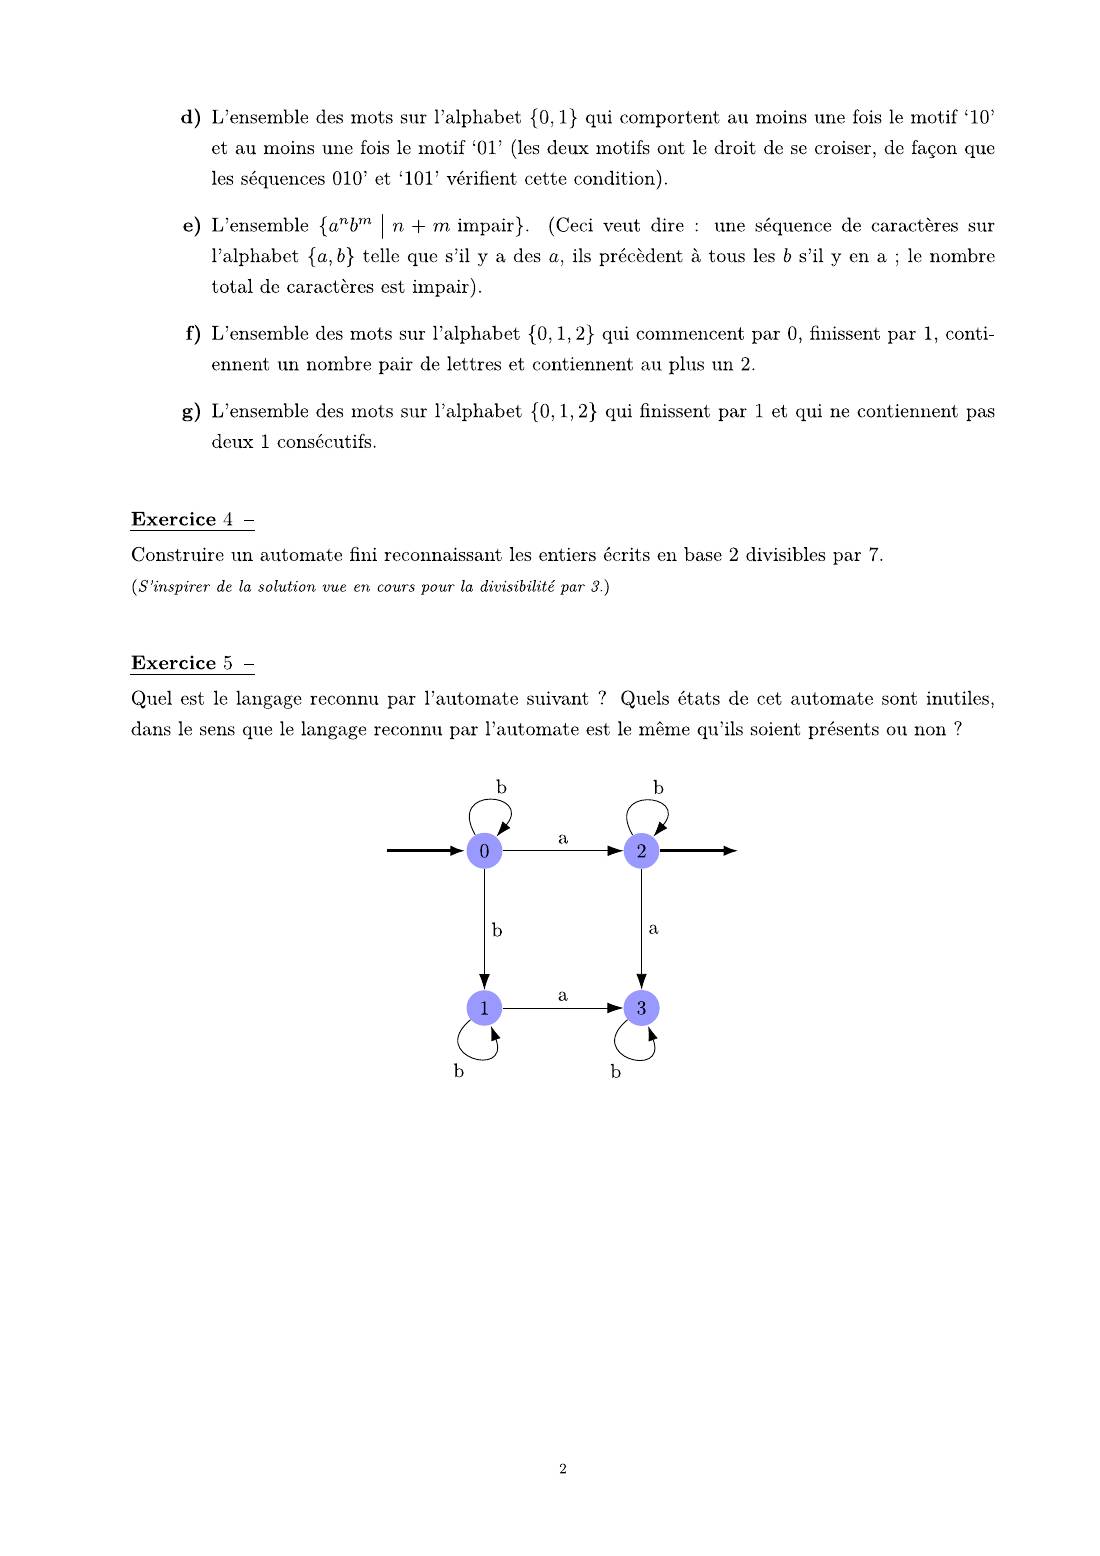 d) L'ensemble des mots sur l'alphabet {0, 1} qui comportent au moins une fois le motif ‘10’
et au moins une fois le motif ‘01’ (les deux motifs ont le droit de se croiser, de façon que
les séquences 010’ et ‘101’ vérifient cette condition).
e) L'ensemble {aⁿbᵐ | n + m impair}. (Ceci veut dire : une séquence de caractères sur
l'alphabet {a, b} telle que s'il y a des a, ils précèdent à tous les b s'il y en a ; le nombre
total de caractères est impair).
f) L'ensemble des mots sur l'alphabet {0, 1, 2} qui commencent par 0, finissent par 1, conti-
ennent un nombre pair de lettres et contiennent au plus un 2.
g) L'ensemble des mots sur l'alphabet {0, 1, 2} qui finissent par 1 et qui ne contiennent pas
deux 1 consécutifs.
Exercice 4 –
Construire un automate fini reconnaissant les entiers écrits en base 2 divisibles par 7.
(S'inspirer de la solution vue en cours pour la divisibilité par 3.)
Exercice 5 –
Quel est le langage reconnu par l'automate suivant ? Quels états de cet automate sont inutiles,
dans le sens que le langage reconnu par l'automate est le même qu'ils soient présents ou non ?
b b
a
0 2
b a
a
1 3
b b
2